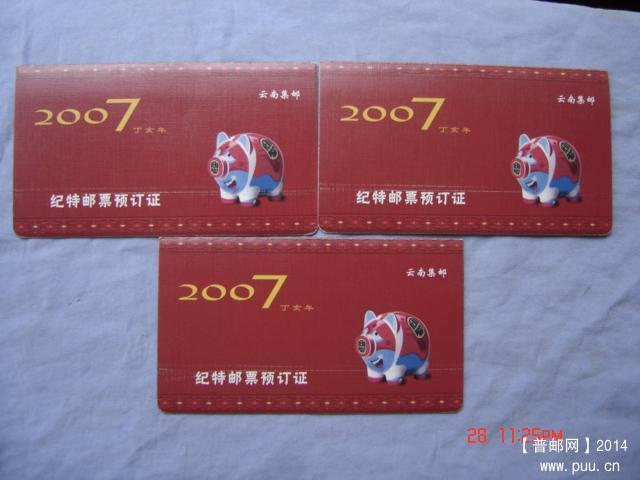 云南集邮
2007
丁亥年
纪特邮票预订证
云南集邮
2007
丁亥年
纪特邮票预订证
云南集邮
2007
丁亥年
纪特邮票预订证
28 11:25PM
【普邮网】2014
www.puu.cn